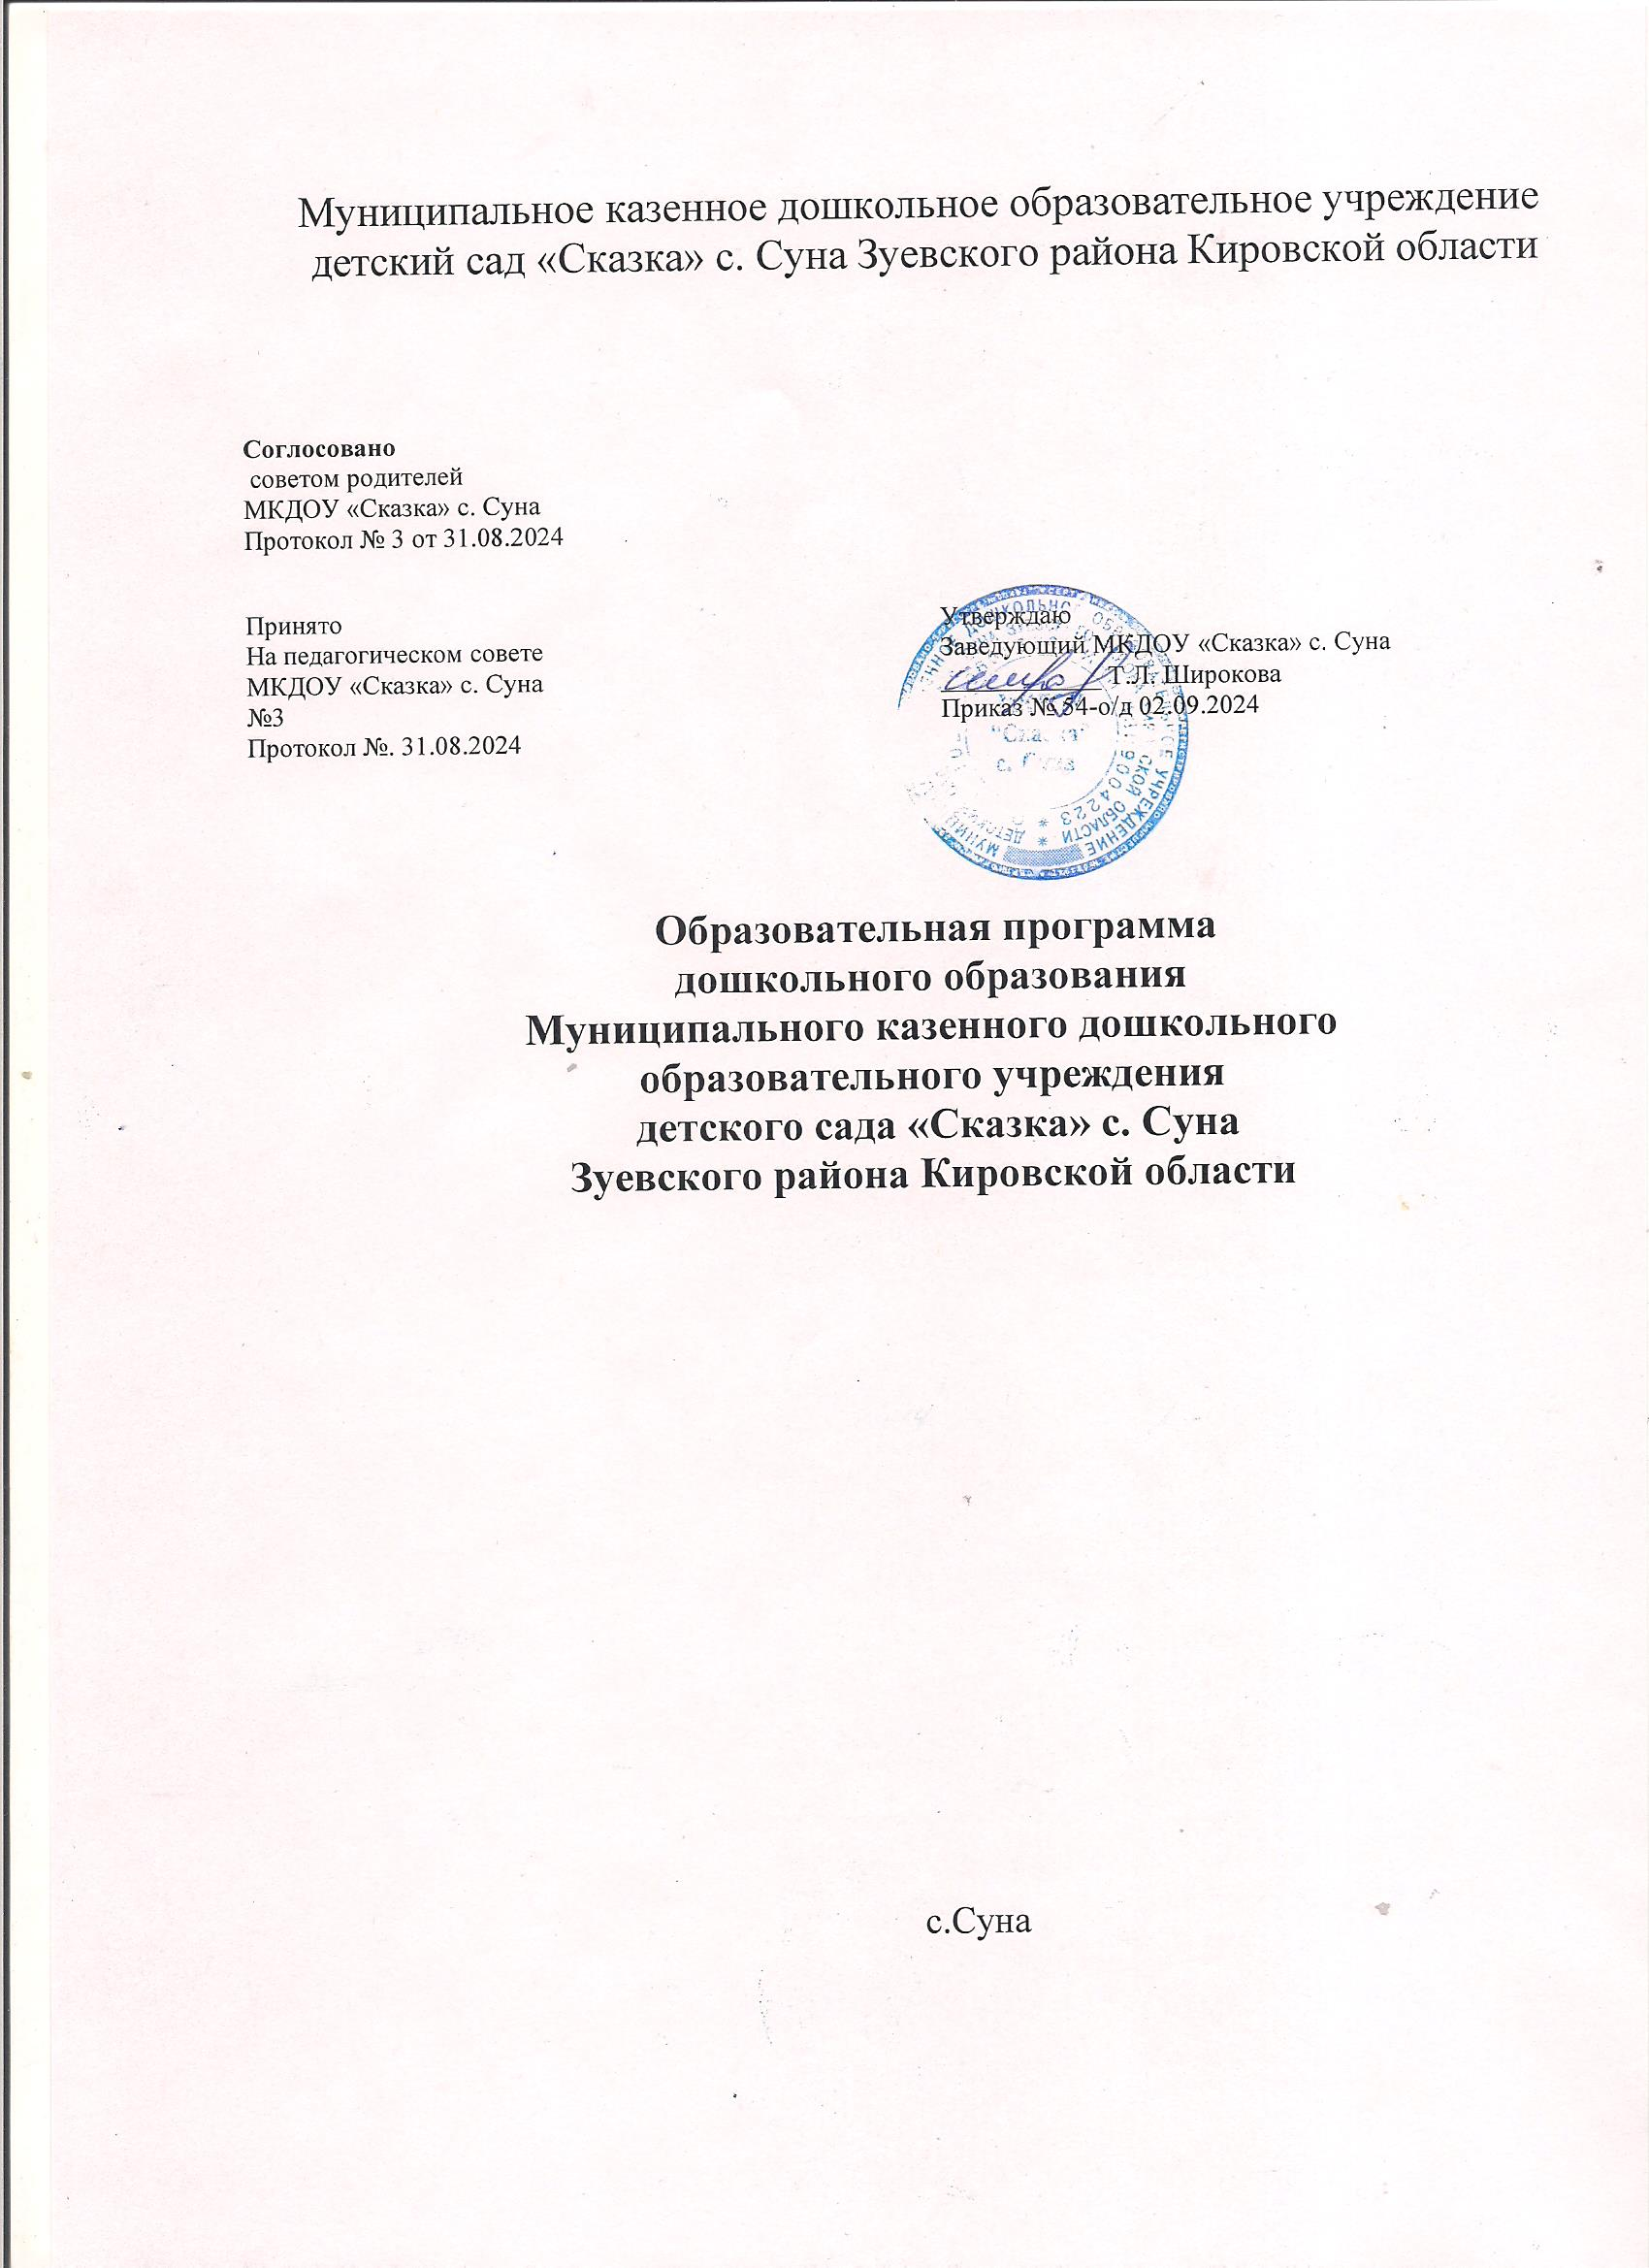 Муниципальное казенное дошкольное образовательное учреждение
детский сад «Сказка» с. Суна Зуевского района Кировской области
Соглосовано
советом родителей
МКДОУ «Сказка» с. Суна
Протокол № 3 от 31.08.2024
Принято
На педагогическом совете
МКДОУ «Сказка» с. Суна
№3
Протокол №. 31.08.2024
Утверждаю
Заведующий МКДОУ «Сказка» с. Суна
Т.Л. Широкова
Приказ № 54-о/д 02.09.2024
Образовательная программа
дошкольного образования
Муниципального казенного дошкольного
образовательного учреждения
детского сада «Сказка» с. Суна
Зуевского района Кировской области
с.Суна